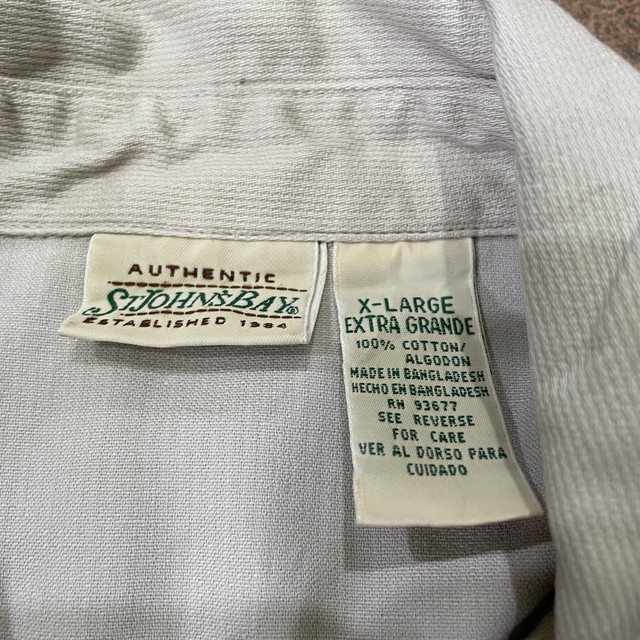 AUTHENTIC
ST.JOHN'S BAY®
ESTABLISHED 1984
X-LARGE
EXTRA GRANDE
100% COTTON/
ALGODON
MADE IN BANGLADESH
HECHO EN BANGLADESH
RN 93677
SEE REVERSE
FOR CARE
VER AL DORSO PARA
CUIDADO